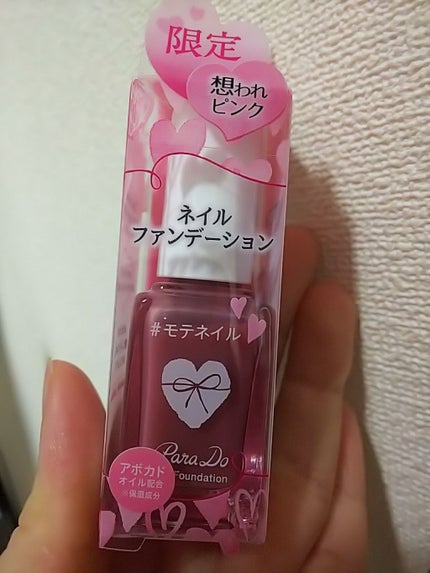 限定
想われ
ピンク
ネイル
ファンデーション
#モテネイル
Para Do
Foundation
アボカド
オイル配合
※保湿成分